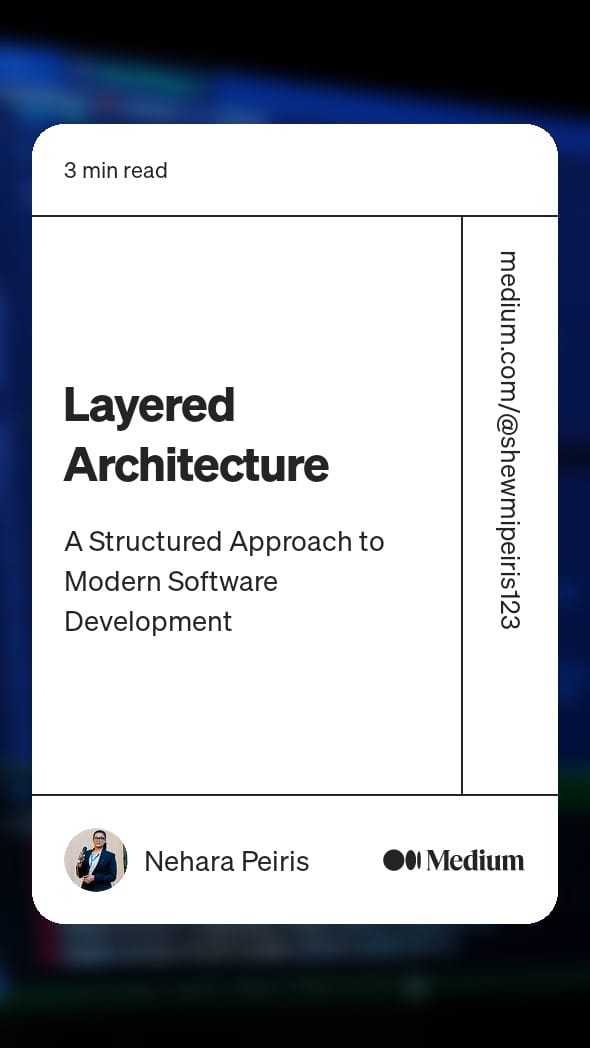 3 min read
Layered
Architecture
A Structured Approach to
Modern Software
Development
medium.com/@shewmipeiris123
Nehara Peiris
Medium